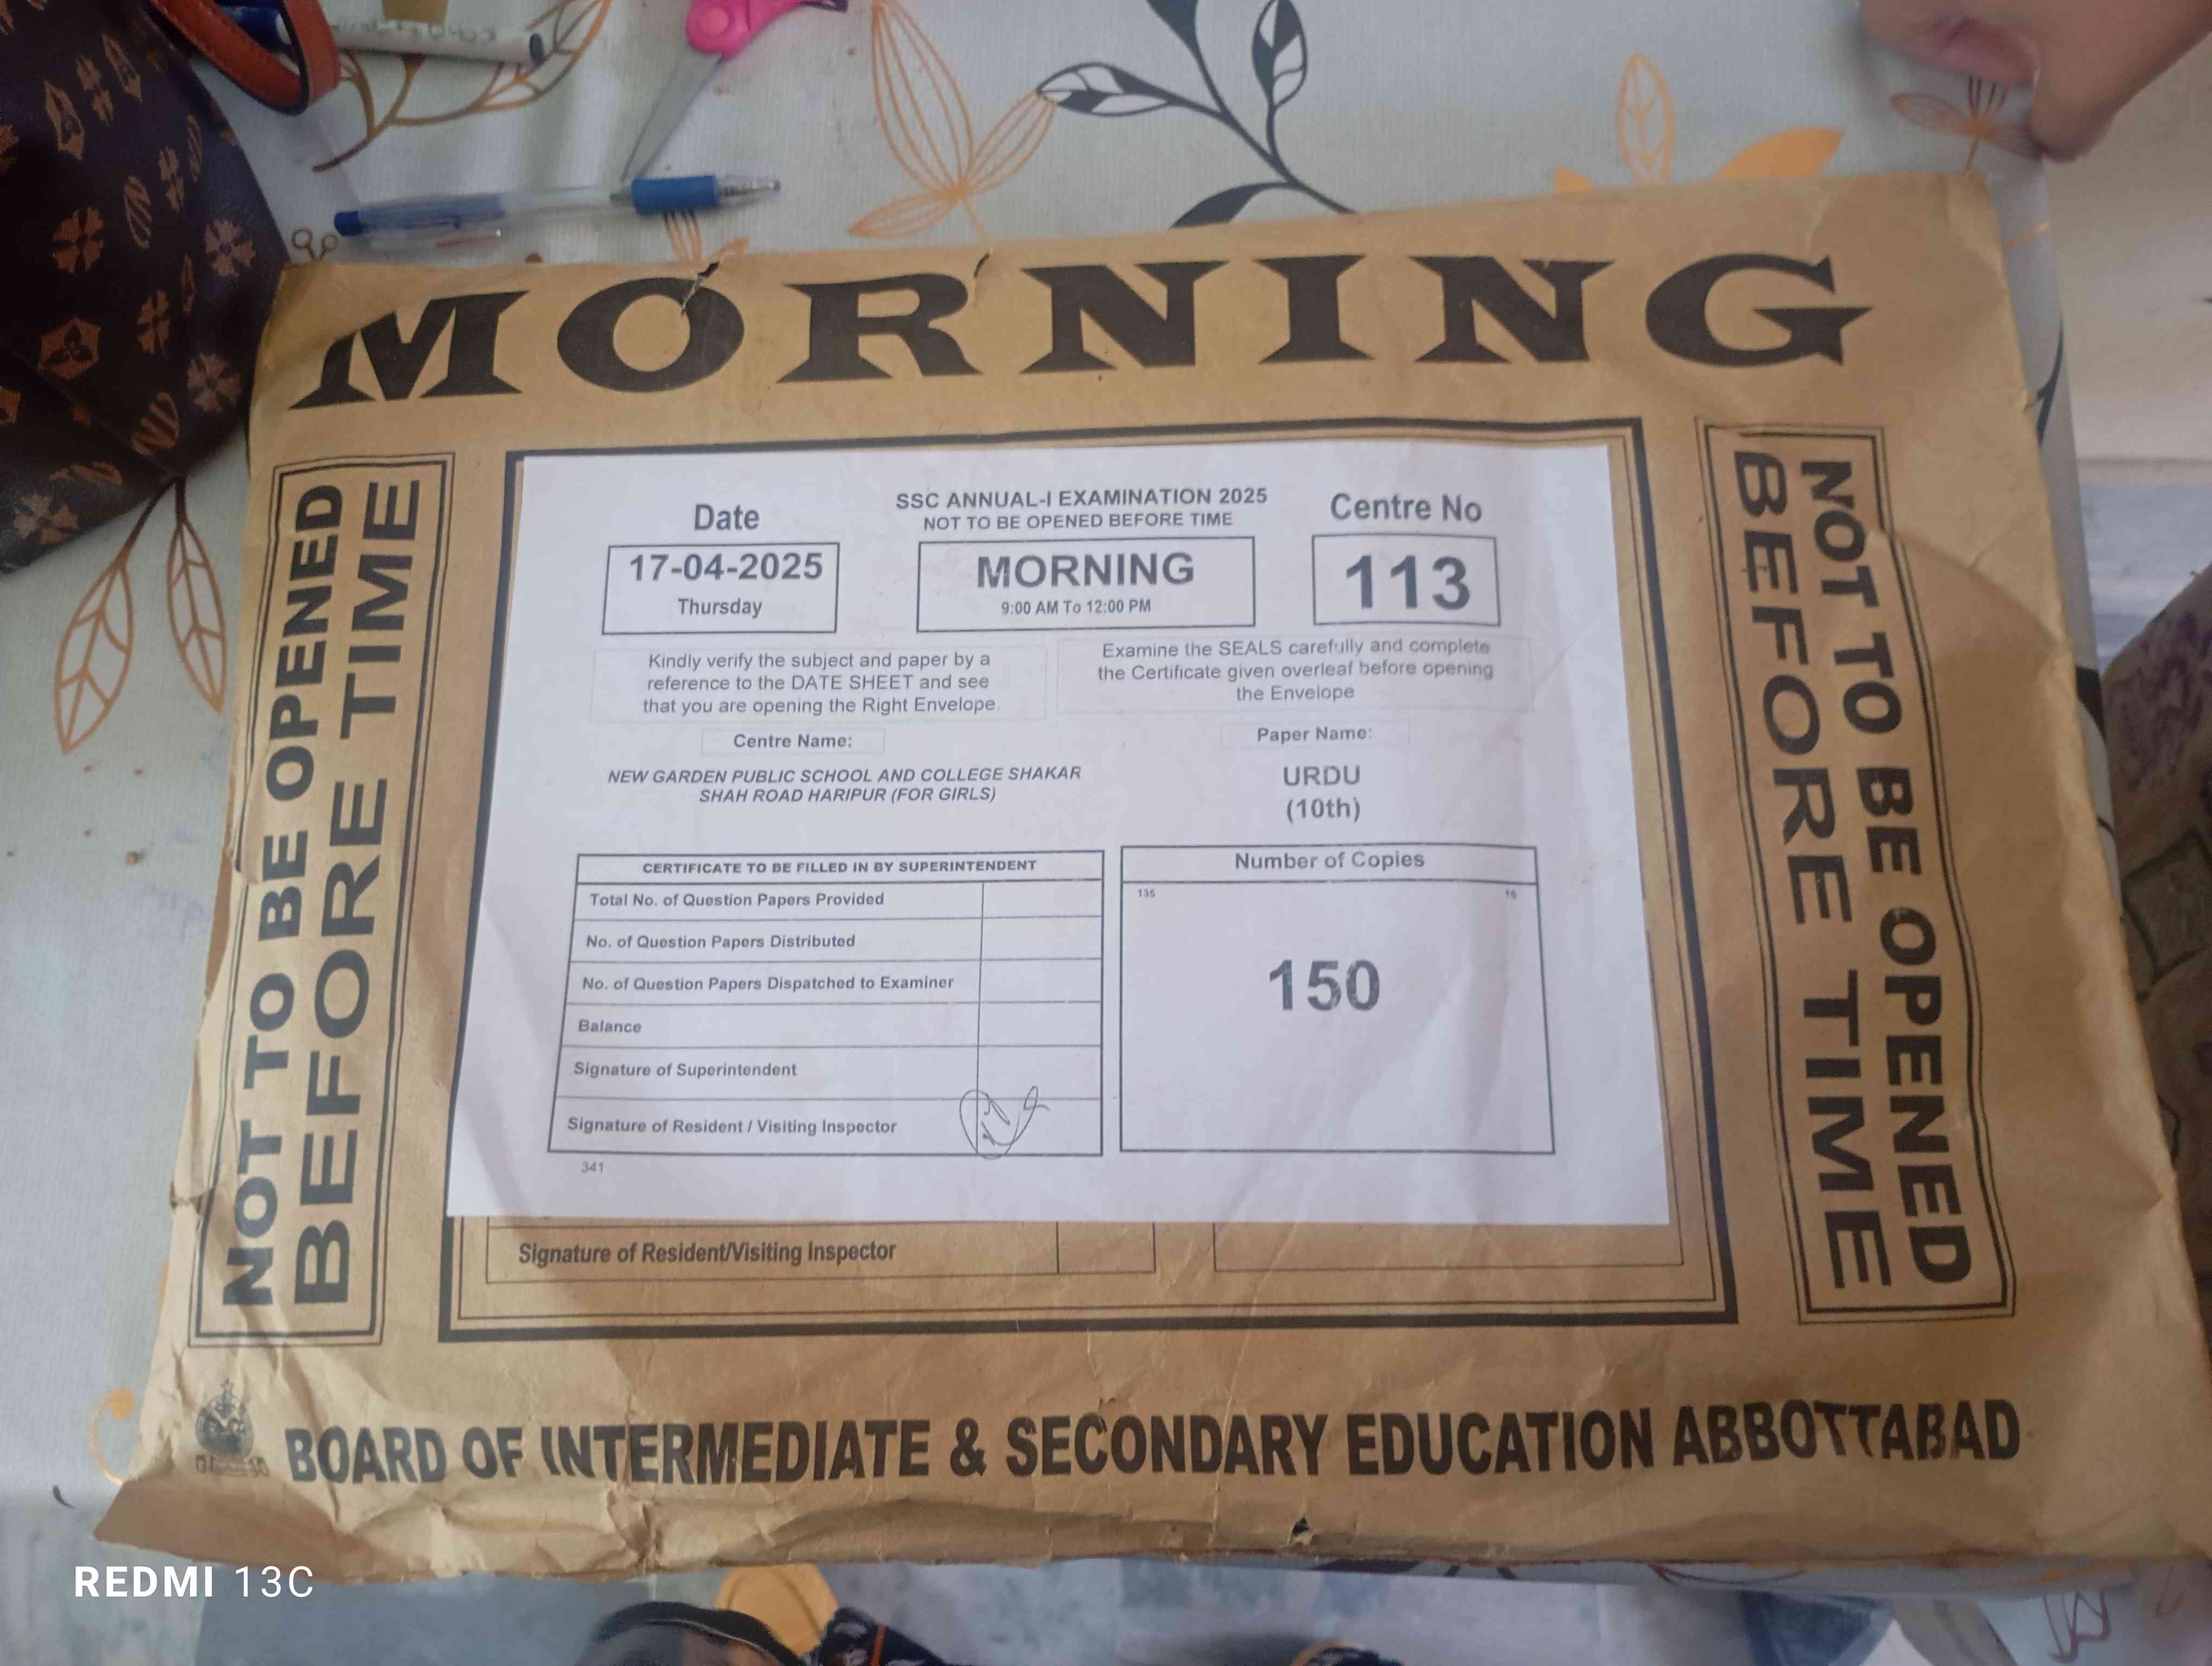 MORNING
NOT TO BE OPENED
BEFORE TIME
Date
17-04-2025
Thursday
SSC ANNUAL-I EXAMINATION 2025
NOT TO BE OPENED BEFORE TIME
MORNING
9:00 AM To 12:00 PM
Centre No
113
Kindly verify the subject and paper by a
reference to the DATE SHEET and see
that you are opening the Right Envelope.
Examine the SEALS carefully and complete
the Certificate given overleaf before opening
the Envelope
Centre Name:
NEW GARDEN PUBLIC SCHOOL AND COLLEGE SHAKAR
SHAH ROAD HARIPUR (FOR GIRLS)
Paper Name:
URDU
(10th)
CERTIFICATE TO BE FILLED IN BY SUPERINTENDENT
Total No. of Question Papers Provided
No. of Question Papers Distributed
No. of Question Papers Dispatched to Examiner
Balance
Signature of Superintendent
Signature of Resident / Visiting Inspector
341
Number of Copies
135
150
Signature of Resident/Visiting Inspector
NOT TO BE OPENED
BEFORE TIME
BOARD OF INTERMEDIATE & SECONDARY EDUCATION ABBOTTABAD
REDMI 13C